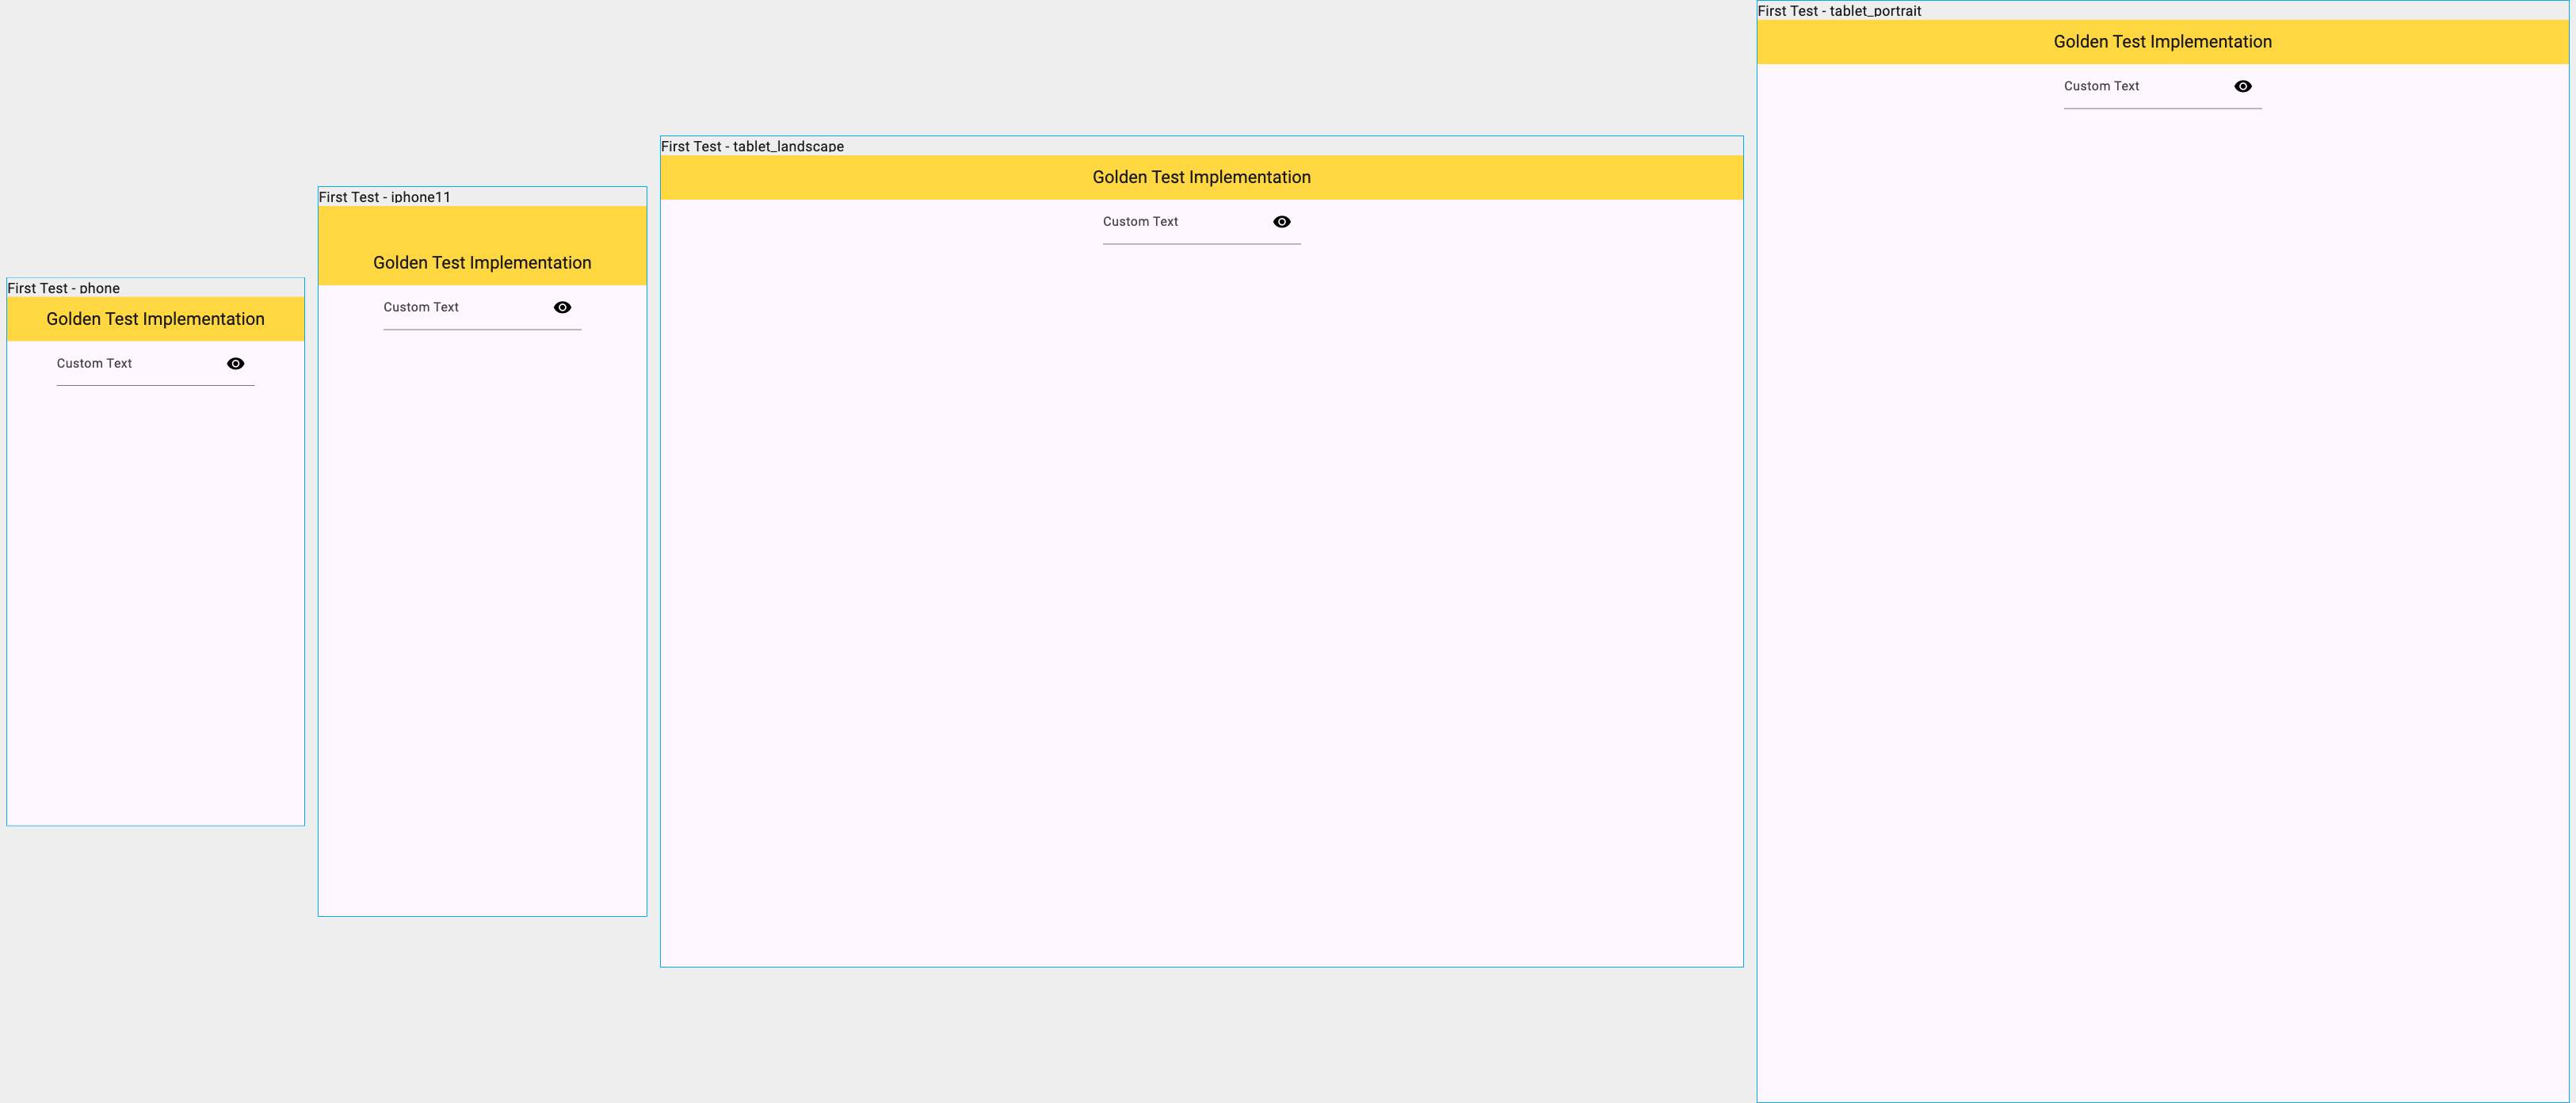 First Test - phone
Golden Test Implementation
Custom Text
First Test - iphone11
Golden Test Implementation
Custom Text
First Test - tablet_landscape
Golden Test Implementation
Custom Text
First Test - tablet_portrait
Golden Test Implementation
Custom Text